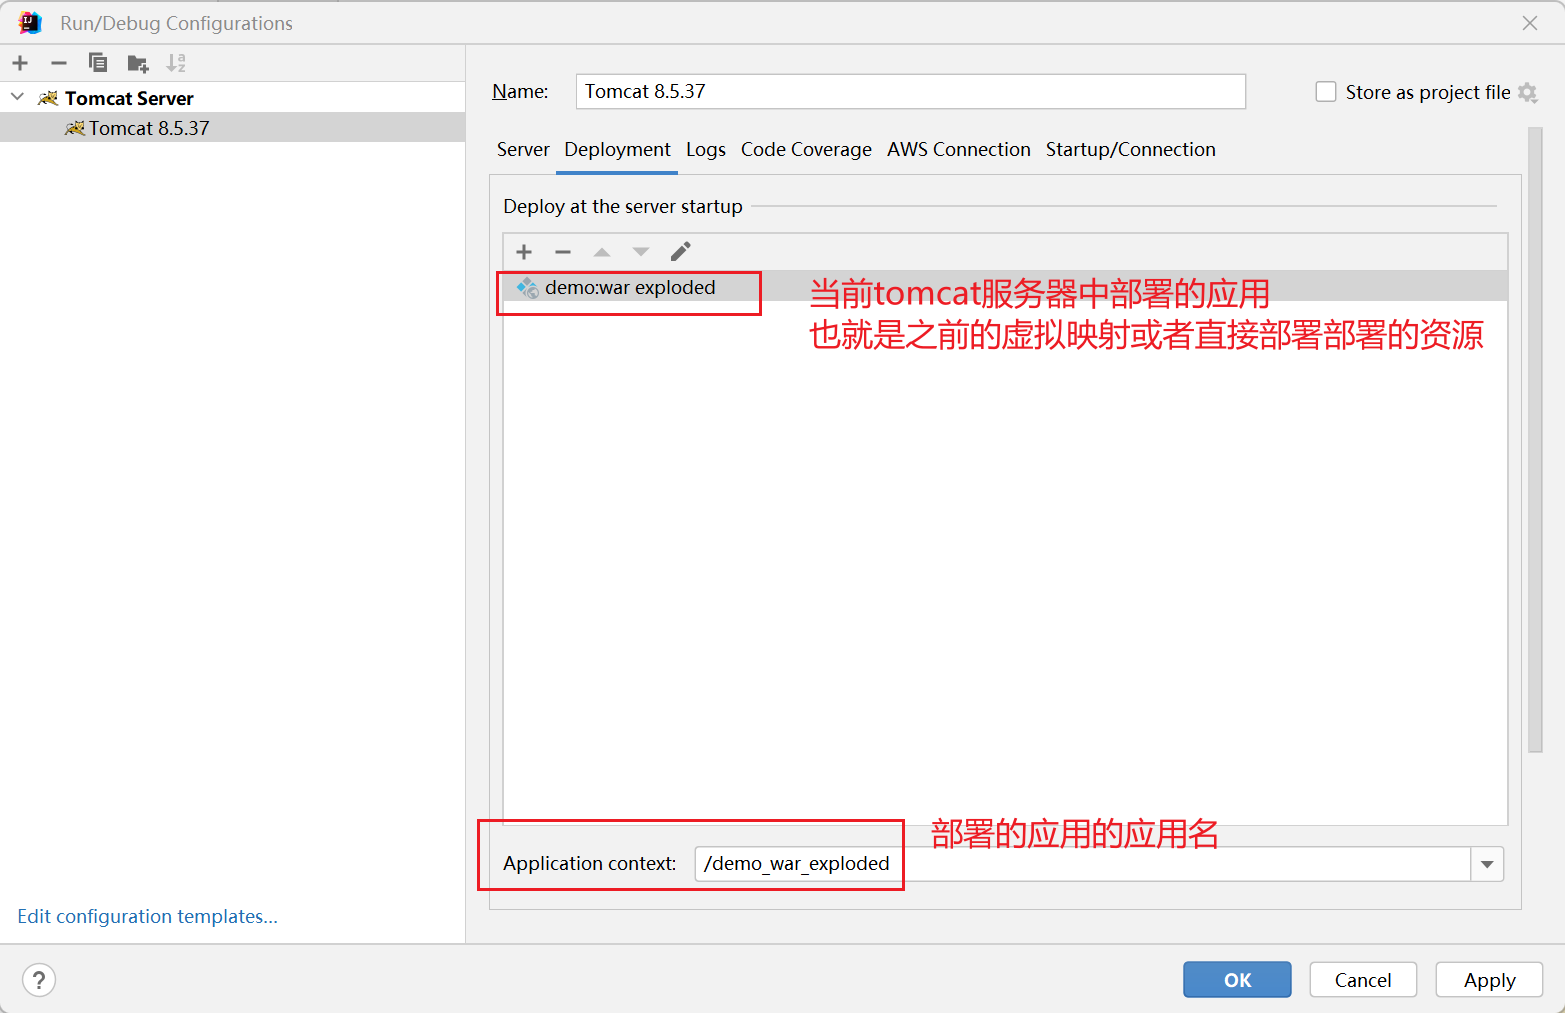 Run/Debug Configurations
Tomcat Server
Tomcat 8.5.37
Name:
Tomcat 8.5.37
Store as project file
Server Deployment Logs Code Coverage AWS Connection Startup/Connection
Deploy at the server startup
demo:war exploded
当前tomcat服务器中部署的应用
也就是之前的虚拟映射或者直接部署部署的资源
部署的应用的应用名
Application context:
/demo_war_exploded
Edit configuration templates...
?
OK
Cancel
Apply